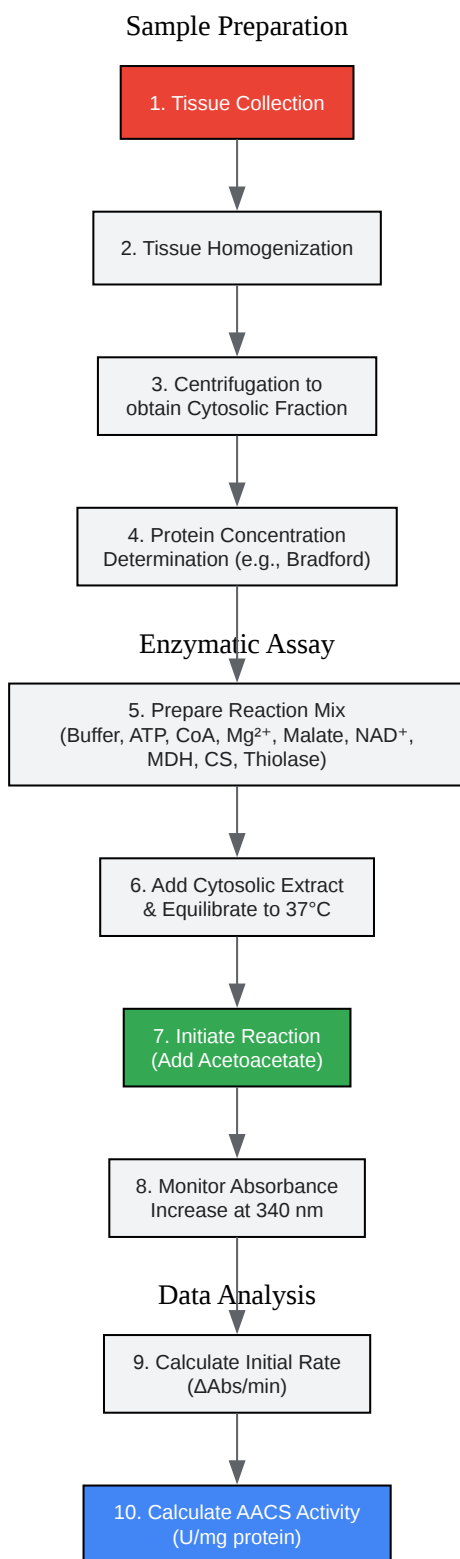 Sample Preparation
1. Tissue Collection
2. Tissue Homogenization
3. Centrifugation to
obtain Cytosolic Fraction
4. Protein Concentration
Determination (e.g., Bradford)
Enzymatic Assay
5. Prepare Reaction Mix
(Buffer, ATP, CoA, Mg²⁺, Malate, NAD⁺,
MDH, CS, Thiolase)
6. Add Cytosolic Extract
& Equilibrate to 37°C
7. Initiate Reaction
(Add Acetoacetate)
8. Monitor Absorbance
Increase at 340 nm
Data Analysis
9. Calculate Initial Rate
(ΔAbs/min)
10. Calculate AACS Activity
(U/mg protein)